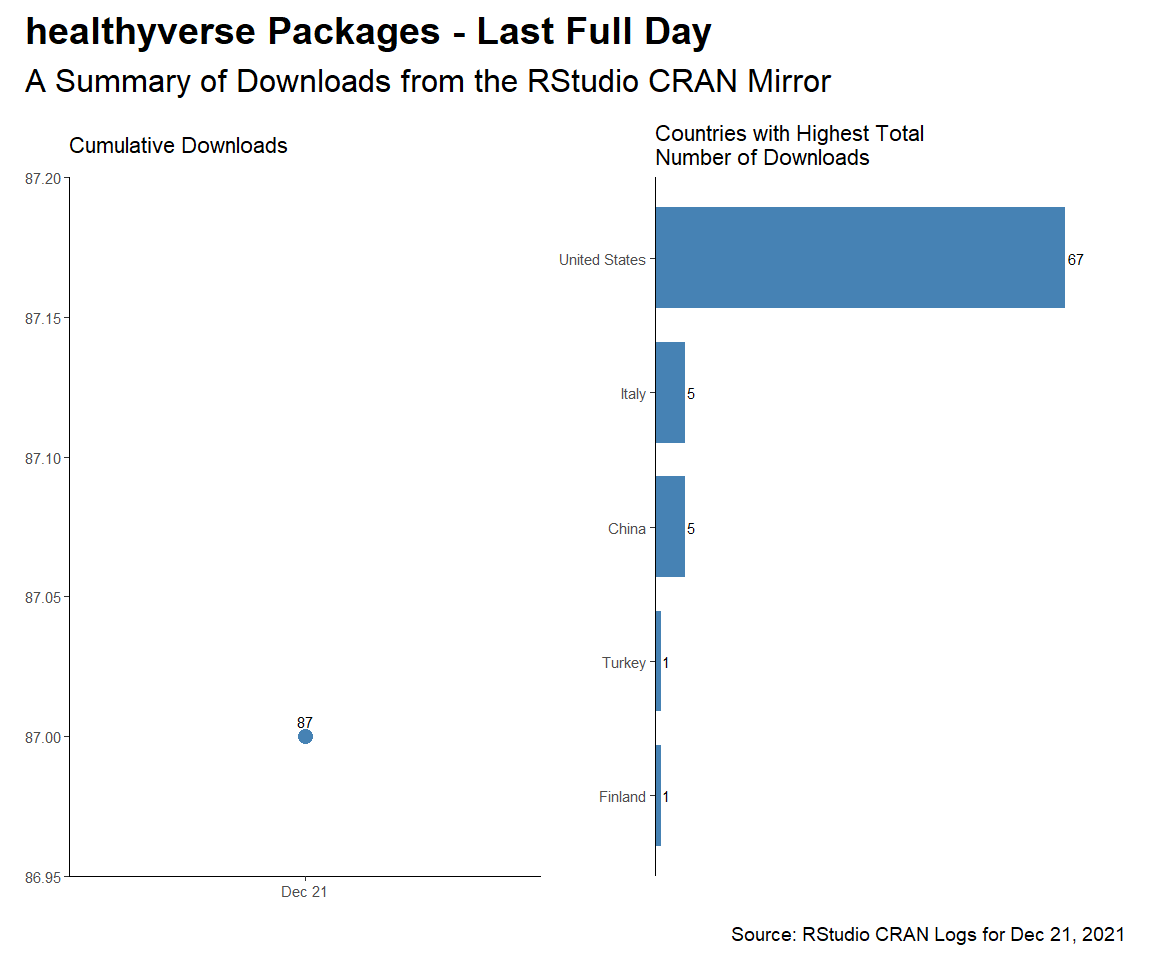 healthyverse Packages - Last Full Day
A Summary of Downloads from the RStudio CRAN Mirror
Cumulative Downloads
87.20
87.15
87.10
87.05
87.00
86.95
87
Dec 21
Countries with Highest Total
Number of Downloads
United States 67
Italy 5
China 5
Turkey 1
Finland 1
Source: RStudio CRAN Logs for Dec 21, 2021